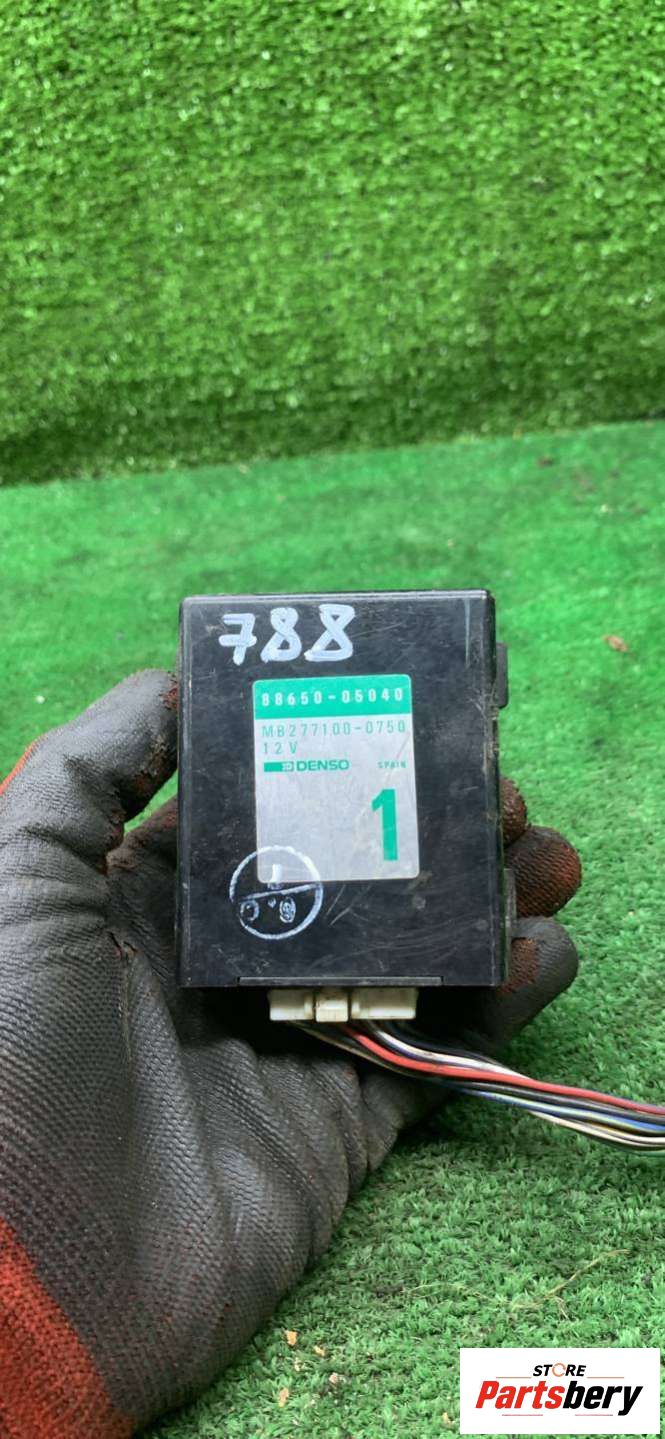 788
88650-05040
MB277100-0750
12V
DENSO SPAIN
1
STORE
Partsbery